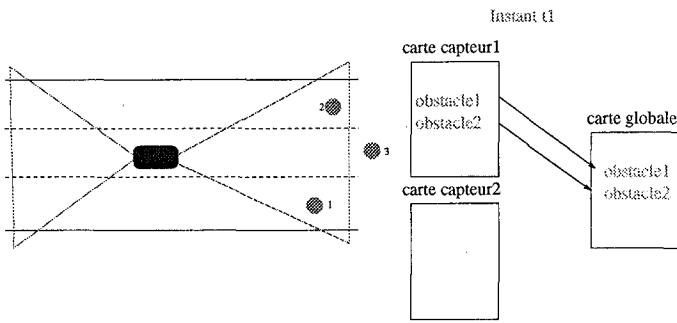 Instant t1
carte capteur1
obstacle1
obstacle2
carte globale
obstacle1
obstacle2
carte capteur2
2
3
1